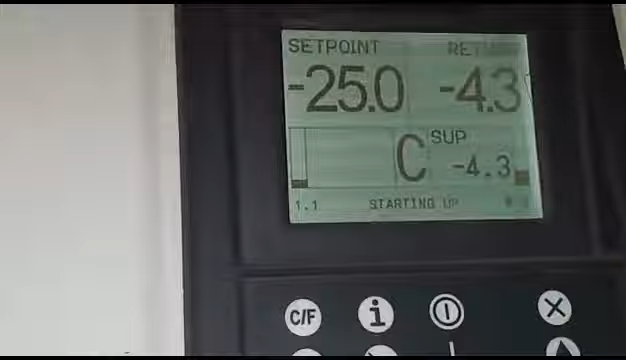 SETPOINT RETURN
-25.0 -4.3
C SUP
-4.3
1.1 STARTING UP
C/F i